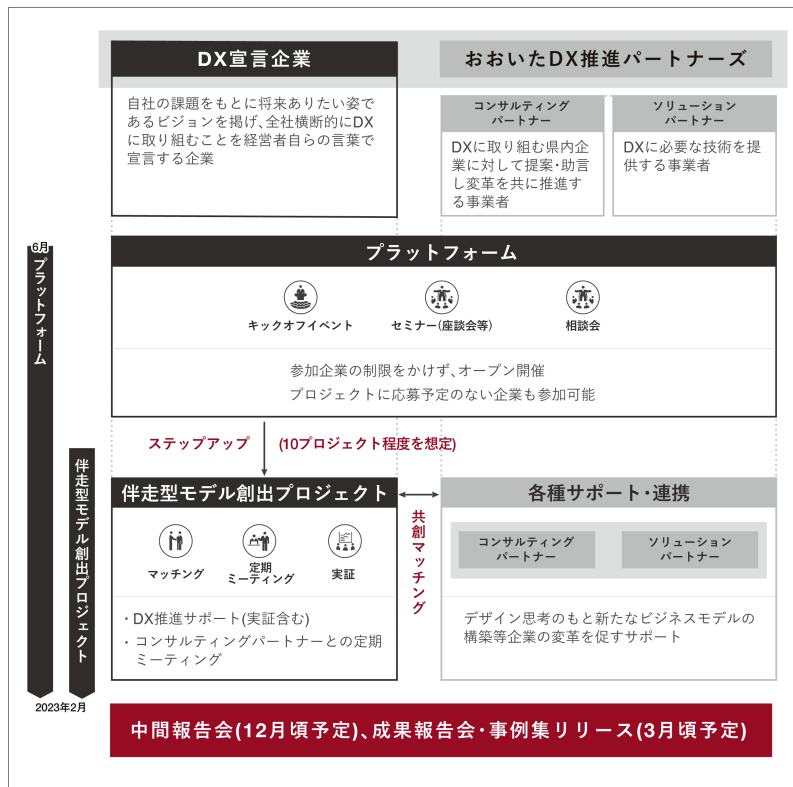 DX宣言企業
自社の課題をもとに将来ありたい姿で
あるビジョンを掲げ、全社横断的にDX
に取り組むことを経営者自らの言葉で
宣言する企業
おおいたDX推進パートナーズ
コンサルティング
パートナー
DXに取り組む県内企
業に対して提案・助言
し変革を共に推進す
る事業者
ソリューション
パートナー
DXに必要な技術を提
供する事業者
6月
プラットフォーム
プラットフォーム
キックオフイベント
セミナー(座談会等)
相談会
参加企業の制限をかけず、オープン開催
プロジェクトに応募予定のない企業も参加可能
ステップアップ
(10プロジェクト程度を想定)
伴走型モデル創出プロジェクト
伴走型モデル創出プロジェクト
マッチング
定期
ミーティング
実証
・DX推進サポート(実証含む)
・コンサルティングパートナーとの定期
ミーティング
共創マッチング
各種サポート・連携
コンサルティング
パートナー
ソリューション
パートナー
デザイン思考のもと新たなビジネスモデルの
構築等企業の変革を促すサポート
2023年2月
中間報告会(12月頃予定)、成果報告会・事例集リリース(3月頃予定)